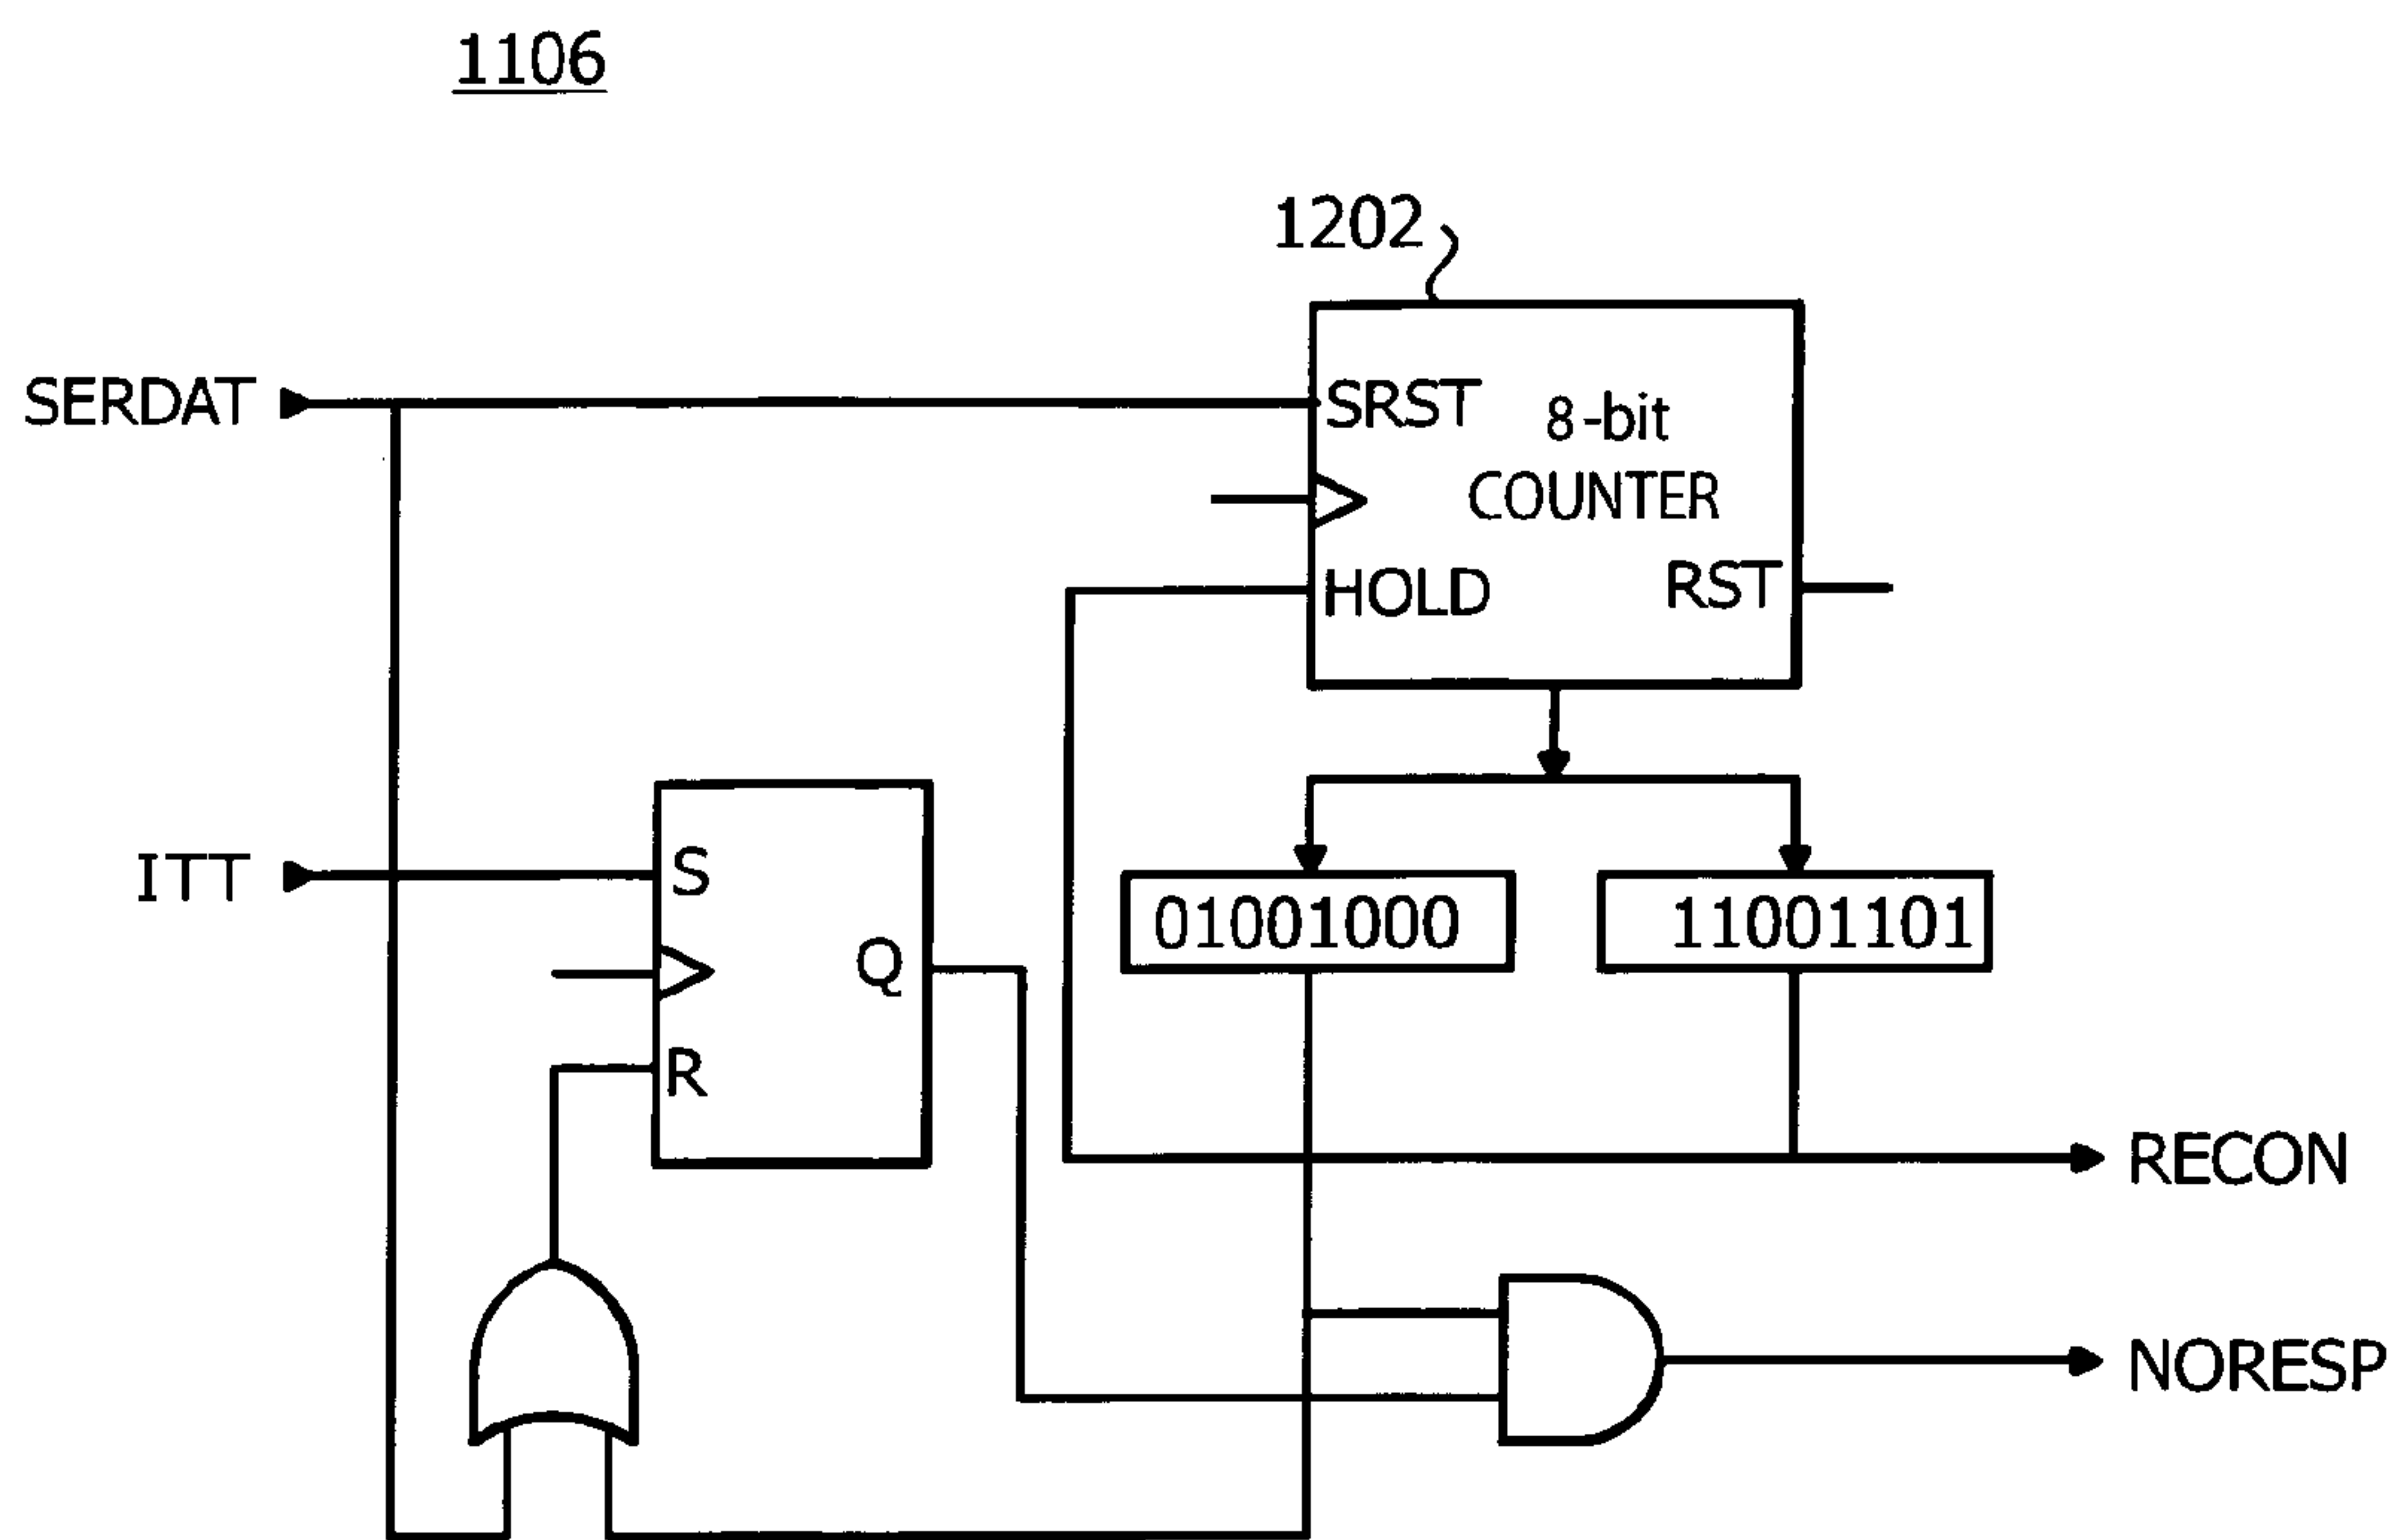 1106
1202
SERDAT
SRST
8-bit
COUNTER
HOLD
RST
ITT
S
Q
R
01001000
11001101
RECON
NORESP